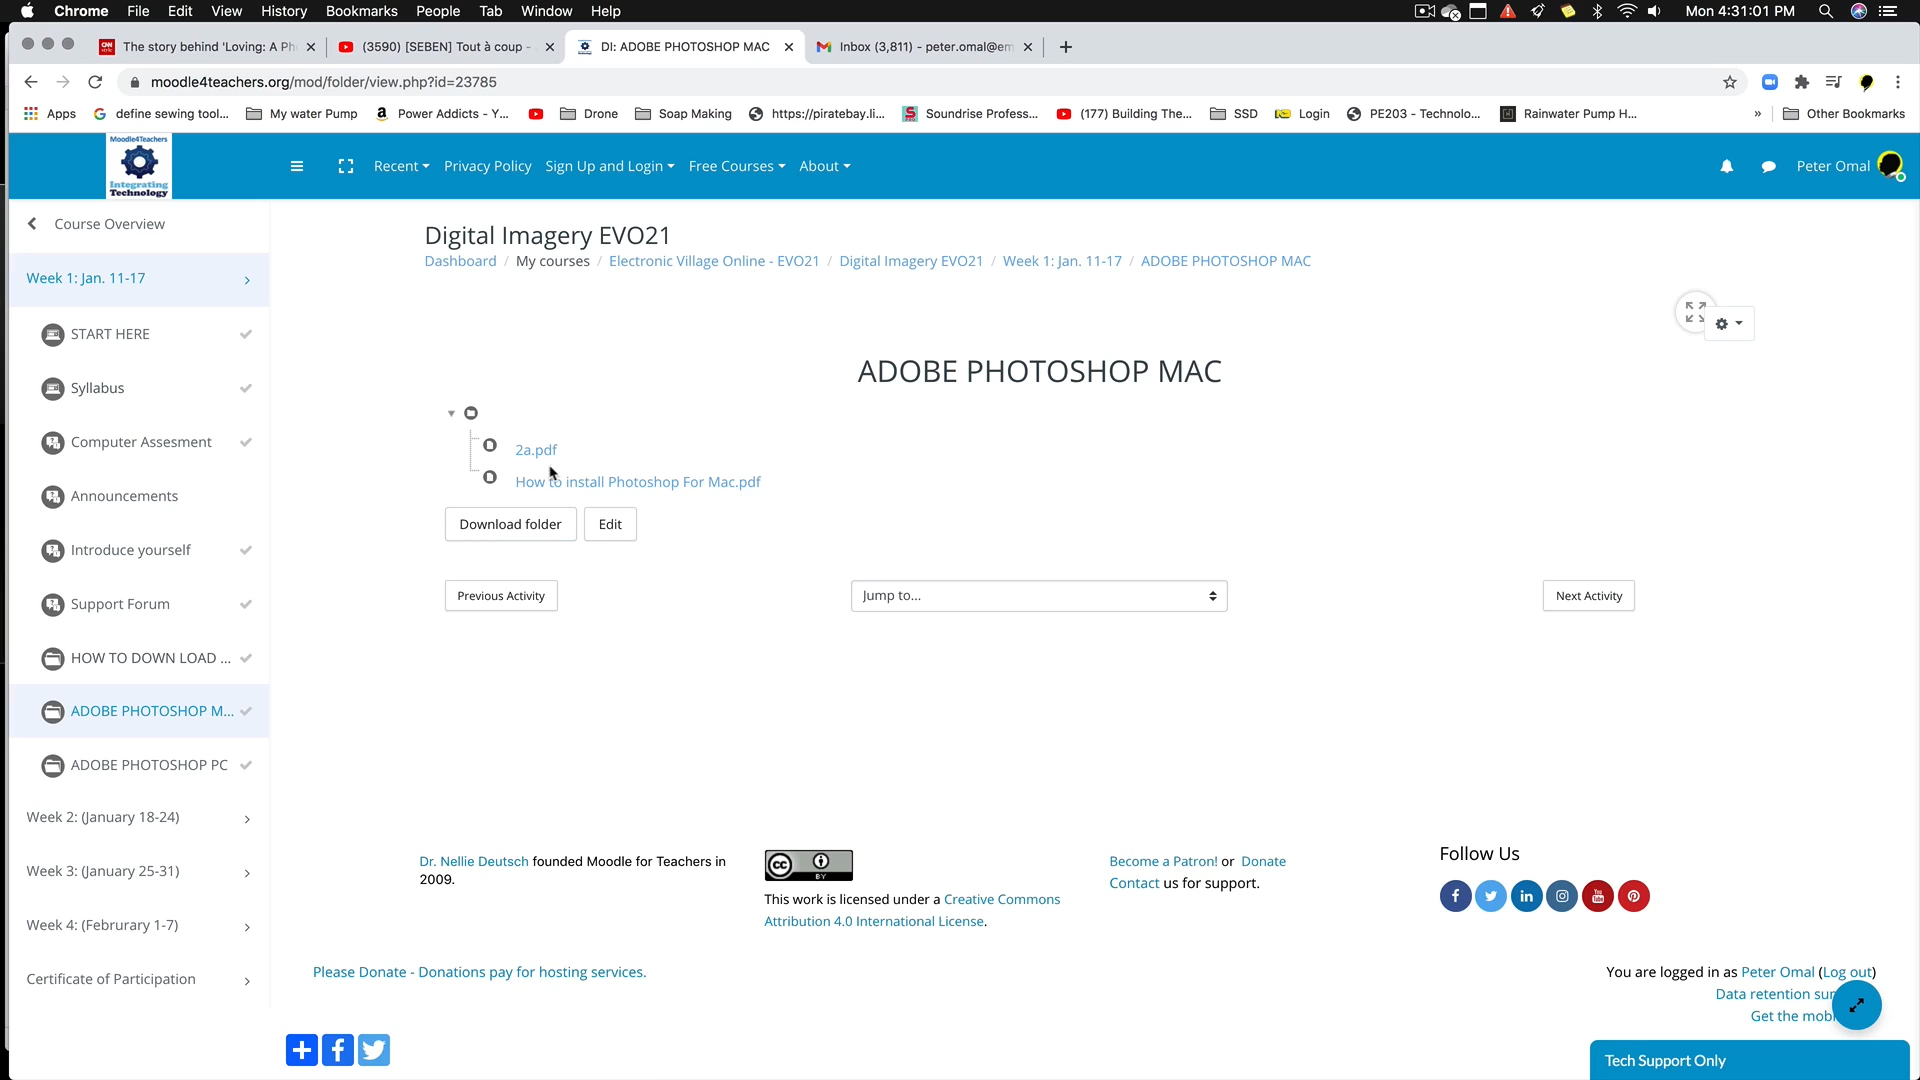 Chrome File Edit View History Bookmarks People Tab Window Help Mon 4:31:01 PM
The story behind 'Loving: A Ph
(3590) [SEBEN] Tout à coup -
DI: ADOBE PHOTOSHOP MAC
Inbox (3,811) - peter.omal@em
moodle4teachers.org/mod/folder/view.php?id=23785
Apps define sewing tool... My water Pump Power Addicts - Y... Drone Soap Making https://piratebay.li... Soundrise Profess... (177) Building The... SSD Login PE203 - Technolo... Rainwater Pump H... » Other Bookmarks
Moodle4Teachers
Integrating
Technology
Recent Privacy Policy Sign Up and Login Free Courses About Peter Omal
Course Overview
Week 1: Jan. 11-17
START HERE
Syllabus
Computer Assesment
Announcements
Introduce yourself
Support Forum
HOW TO DOWN LOAD ...
ADOBE PHOTOSHOP M...
ADOBE PHOTOSHOP PC
Week 2: (January 18-24)
Week 3: (January 25-31)
Week 4: (Februrary 1-7)
Certificate of Participation
Digital Imagery EVO21
Dashboard / My courses / Electronic Village Online - EVO21 / Digital Imagery EVO21 / Week 1: Jan. 11-17 / ADOBE PHOTOSHOP MAC
ADOBE PHOTOSHOP MAC
2a.pdf
How to install Photoshop For Mac.pdf
Download folder Edit
Previous Activity Jump to... Next Activity
Dr. Nellie Deutsch founded Moodle for Teachers in
2009.
cc BY
This work is licensed under a Creative Commons
Attribution 4.0 International License.
Become a Patron! or Donate
Contact us for support.
Follow Us
Please Donate - Donations pay for hosting services.
You are logged in as Peter Omal (Log out)
Data retention sum
Get the mobi
Tech Support Only